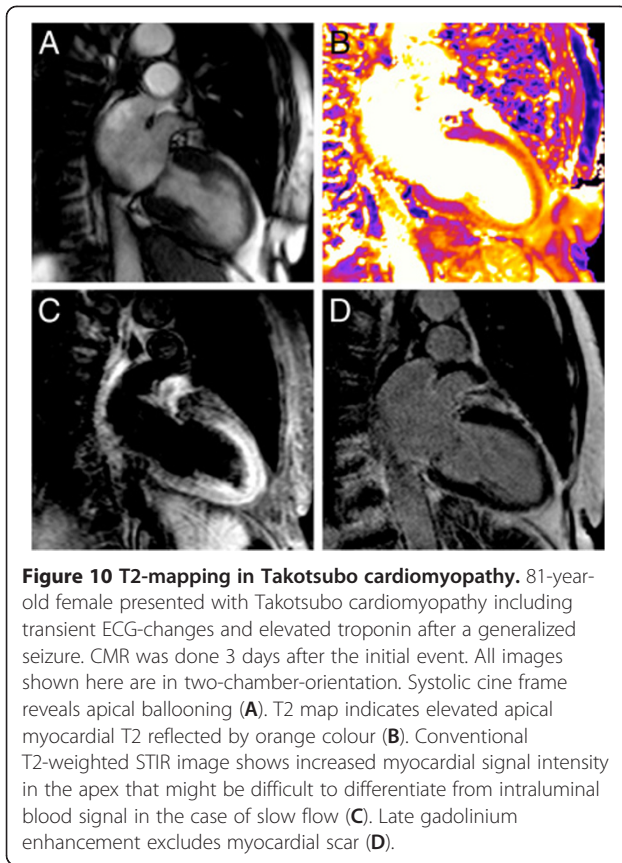 A
B
C
D
Figure 10 T2-mapping in Takotsubo cardiomyopathy. 81-year-
old female presented with Takotsubo cardiomyopathy including
transient ECG-changes and elevated troponin after a generalized
seizure. CMR was done 3 days after the initial event. All images
shown here are in two-chamber-orientation. Systolic cine frame
reveals apical ballooning (A). T2 map indicates elevated apical
myocardial T2 reflected by orange colour (B). Conventional
T2-weighted STIR image shows increased myocardial signal intensity
in the apex that might be difficult to differentiate from intraluminal
blood signal in the case of slow flow (C). Late gadolinium
enhancement excludes myocardial scar (D).